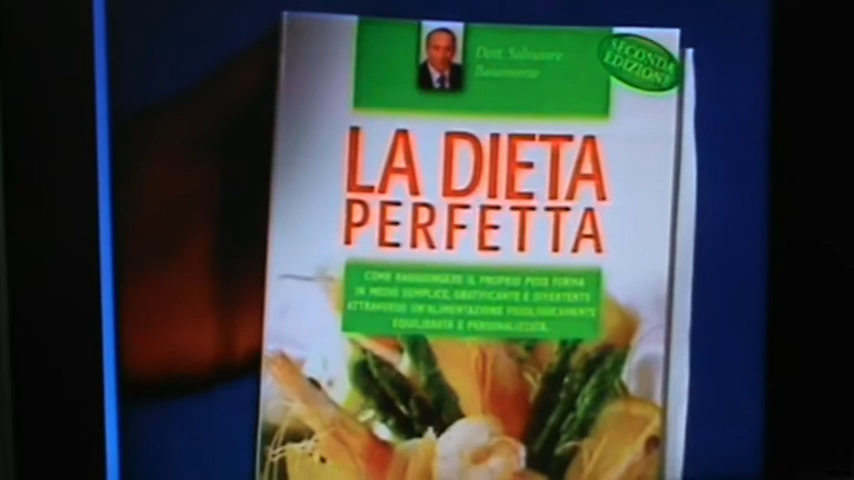 Dott. Salvatore
SECONDA
EDIZIONE
LA DIETA
PERFETTA
COME RAGGIUNGERE IL PROPRIO PESO FORMA
IN MODO SEMPLICE, GRATIFICANTE E DIVERTENTE
ATTRAVERSO UN'ALIMENTAZIONE FISIOLOGICAMENTE
EQUILIBRATA E PERSONALIZZATA.